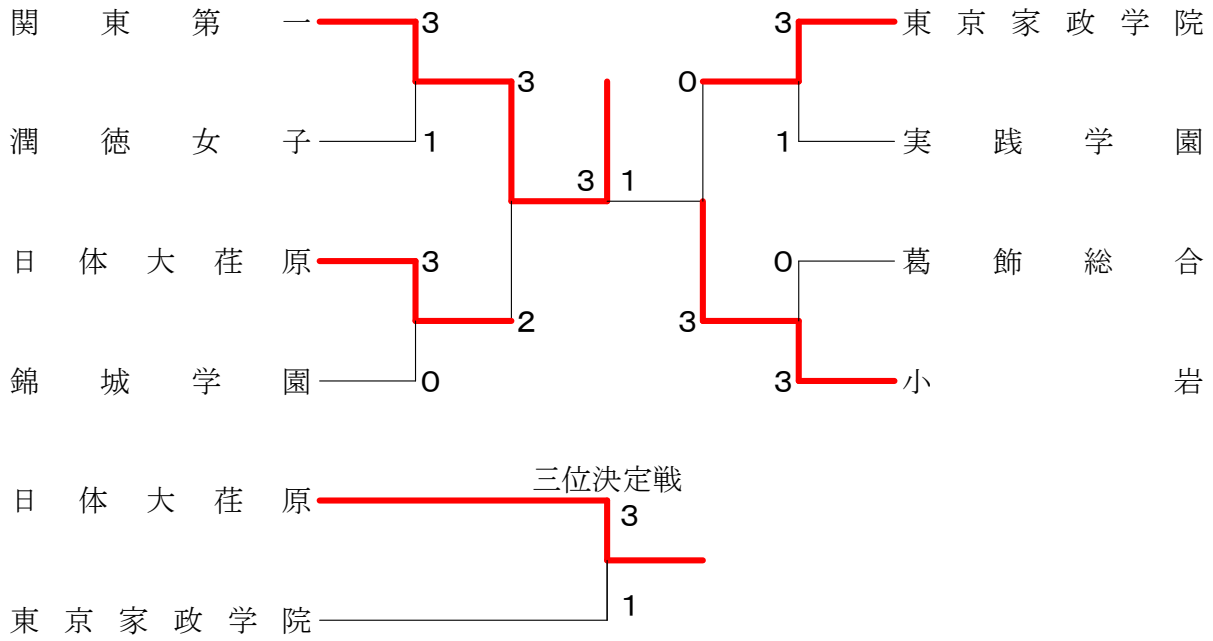 関東第一 3 3 東京家政学院
3 0
潤徳女子 1 1 実践学園
3 1
日体大荏原 3 0 葛飾総合
2 3
錦城学園 0 3 小岩
三位決定戦
日体大荏原 3
東京家政学院 1